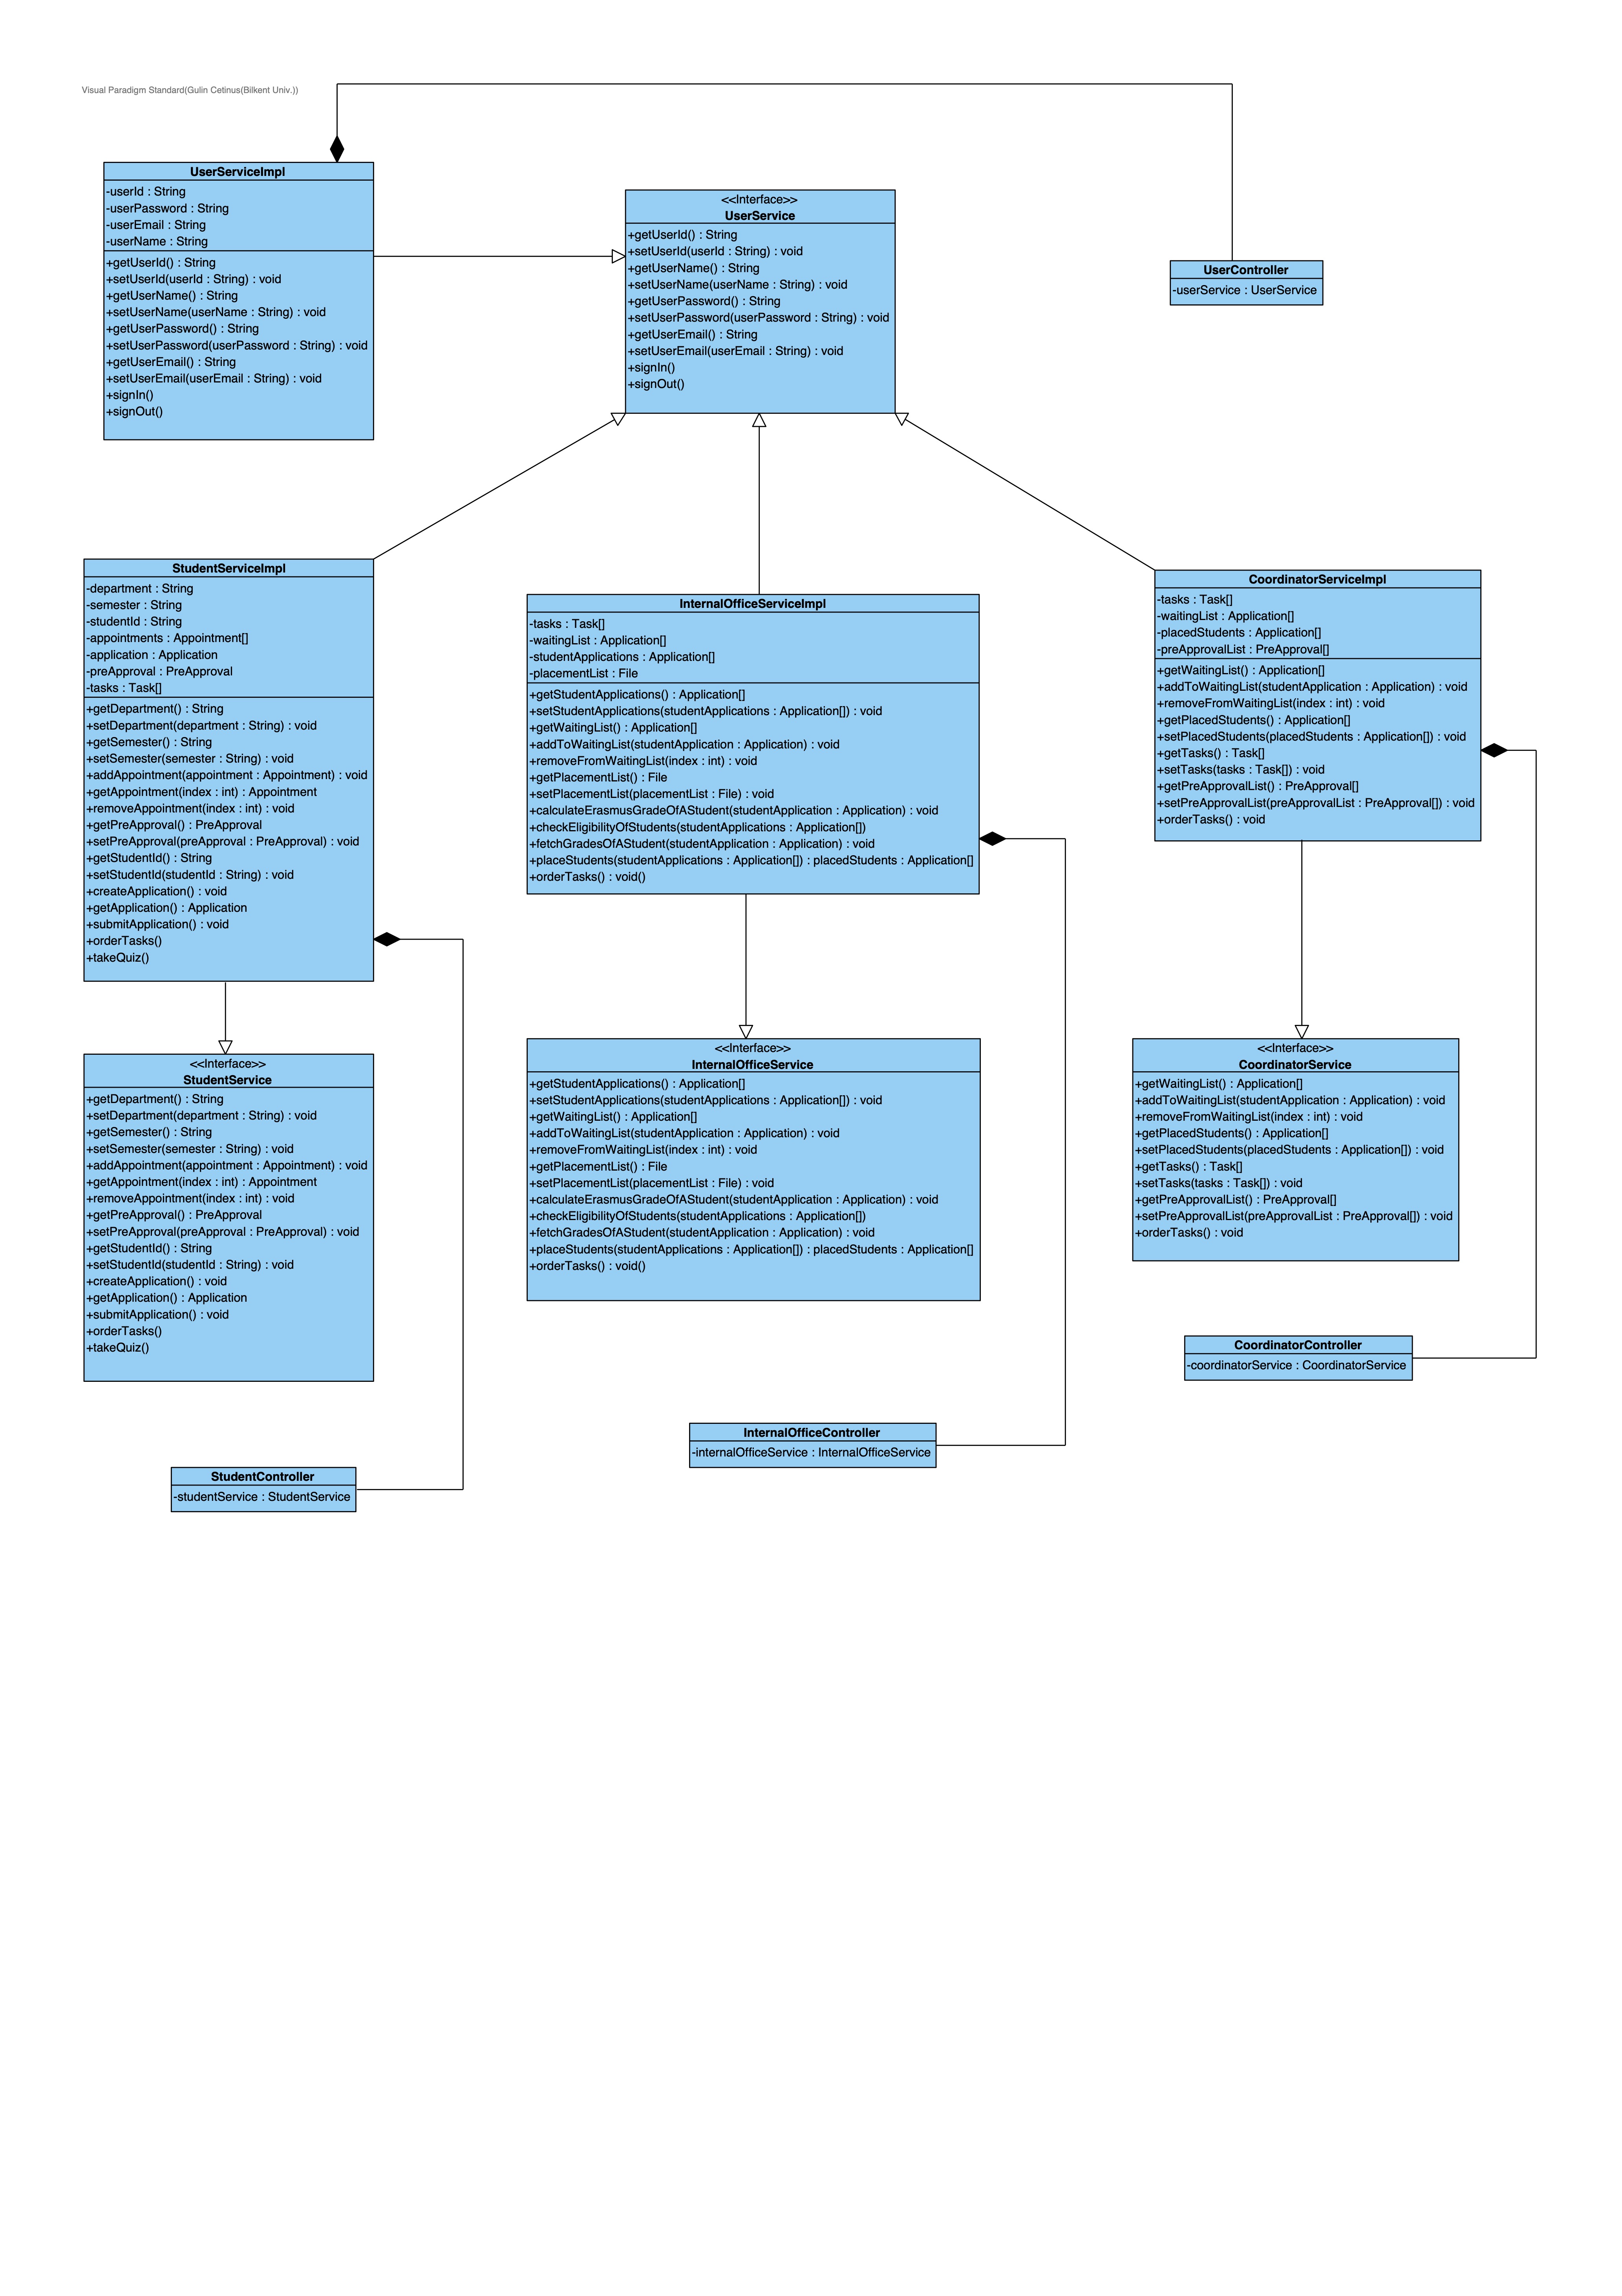 Visual Paradigm Standard(Gulin Cetinus(Bilkent Univ.))
UserServiceImpl
-userId : String
-userPassword : String
-userEmail : String
-userName : String
+getUserId() : String
+setUserId(userId : String) : void
+getUserName() : String
+setUserName(userName : String) : void
+getUserPassword() : String
+setUserPassword(userPassword : String) : void
+getUserEmail() : String
+setUserEmail(userEmail : String) : void
+signIn()
+signOut()
<<Interface>>
UserService
+getUserId() : String
+setUserId(userId : String) : void
+getUserName() : String
+setUserName(userName : String) : void
+getUserPassword() : String
+setUserPassword(userPassword : String) : void
+getUserEmail() : String
+setUserEmail(userEmail : String) : void
+signIn()
+signOut()
UserController
-userService : UserService
StudentServiceImpl
-department : String
-semester : String
-studentId : String
-appointments : Appointment[]
-application : Application
-preApproval : PreApproval
-tasks : Task[]
+getDepartment() : String
+setDepartment(department : String) : void
+getSemester() : String
+setSemester(semester : String) : void
+addAppointment(appointment : Appointment) : void
+getAppointment(index : int) : Appointment
+removeAppointment(index : int) : void
+getPreApproval() : PreApproval
+setPreApproval(preApproval : PreApproval) : void
+getStudentId() : String
+setStudentId(studentId : String) : void
+createApplication() : void
+getApplication() : Application
+submitApplication() : void
+orderTasks()
+takeQuiz()
InternalOfficeServiceImpl
-tasks : Task[]
-waitingList : Application[]
-studentApplications : Application[]
-placementList : File
+getStudentApplications() : Application[]
+setStudentApplications(studentApplications : Application[]) : void
+getWaitingList() : Application[]
+addToWaitingList(studentApplication : Application) : void
+removeFromWaitingList(index : int) : void
+getPlacementList() : File
+setPlacementList(placementList : File) : void
+calculateErasmusGradeOfAStudent(studentApplication : Application) : void
+checkEligibilityOfStudents(studentApplications : Application[])
+fetchGradesOfAStudent(studentApplication : Application) : void
+placeStudents(studentApplications : Application[]) : placedStudents : Application[]
+orderTasks() : void()
CoordinatorServiceImpl
-tasks : Task[]
-waitingList : Application[]
-placedStudents : Application[]
-preApprovalList : PreApproval[]
+getWaitingList() : Application[]
+addToWaitingList(studentApplication : Application) : void
+removeFromWaitingList(index : int) : void
+getPlacedStudents() : Application[]
+setPlacedStudents(placedStudents : Application[]) : void
+getTasks() : Task[]
+setTasks(tasks : Task[]) : void
+getPreApprovalList() : PreApproval[]
+setPreApprovalList(preApprovalList : PreApproval[]) : void
+orderTasks() : void
<<Interface>>
StudentService
+getDepartment() : String
+setDepartment(department : String) : void
+getSemester() : String
+setSemester(semester : String) : void
+addAppointment(appointment : Appointment) : void
+getAppointment(index : int) : Appointment
+removeAppointment(index : int) : void
+getPreApproval() : PreApproval
+setPreApproval(preApproval : PreApproval) : void
+getStudentId() : String
+setStudentId(studentId : String) : void
+createApplication() : void
+getApplication() : Application
+submitApplication() : void
+orderTasks()
+takeQuiz()
<<Interface>>
InternalOfficeService
+getStudentApplications() : Application[]
+setStudentApplications(studentApplications : Application[]) : void
+getWaitingList() : Application[]
+addToWaitingList(studentApplication : Application) : void
+removeFromWaitingList(index : int) : void
+getPlacementList() : File
+setPlacementList(placementList : File) : void
+calculateErasmusGradeOfAStudent(studentApplication : Application) : void
+checkEligibilityOfStudents(studentApplications : Application[])
+fetchGradesOfAStudent(studentApplication : Application) : void
+placeStudents(studentApplications : Application[]) : placedStudents : Application[]
+orderTasks() : void()
<<Interface>>
CoordinatorService
+getWaitingList() : Application[]
+addToWaitingList(studentApplication : Application) : void
+removeFromWaitingList(index : int) : void
+getPlacedStudents() : Application[]
+setPlacedStudents(placedStudents : Application[]) : void
+getTasks() : Task[]
+setTasks(tasks : Task[]) : void
+getPreApprovalList() : PreApproval[]
+setPreApprovalList(preApprovalList : PreApproval[]) : void
+orderTasks() : void
CoordinatorController
-coordinatorService : CoordinatorService
InternalOfficeController
-internalOfficeService : InternalOfficeService
StudentController
-studentService : StudentService